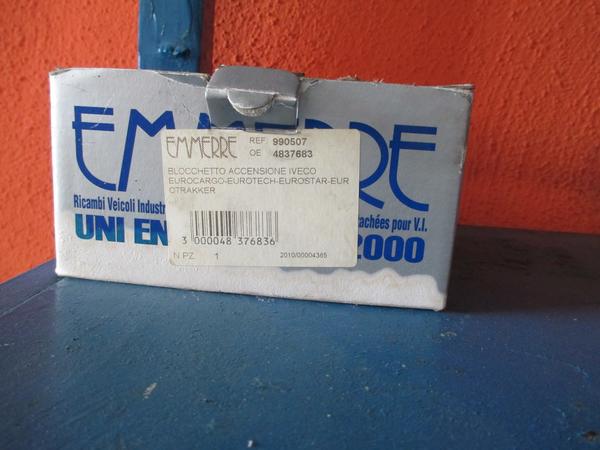 EMMERRE
EMMERRE REF. 990507
OE 4837683
BLOCCHETTO ACCENSIONE IVECO
EUROCARGO-EUROTECH-EUROSTAR-EUR
OTRAKKER
3 000048 376836
N PZ. 1 2010/00004365
Ricambi Veicoli Industr
tachées pour V.I.
UNI EN 2000